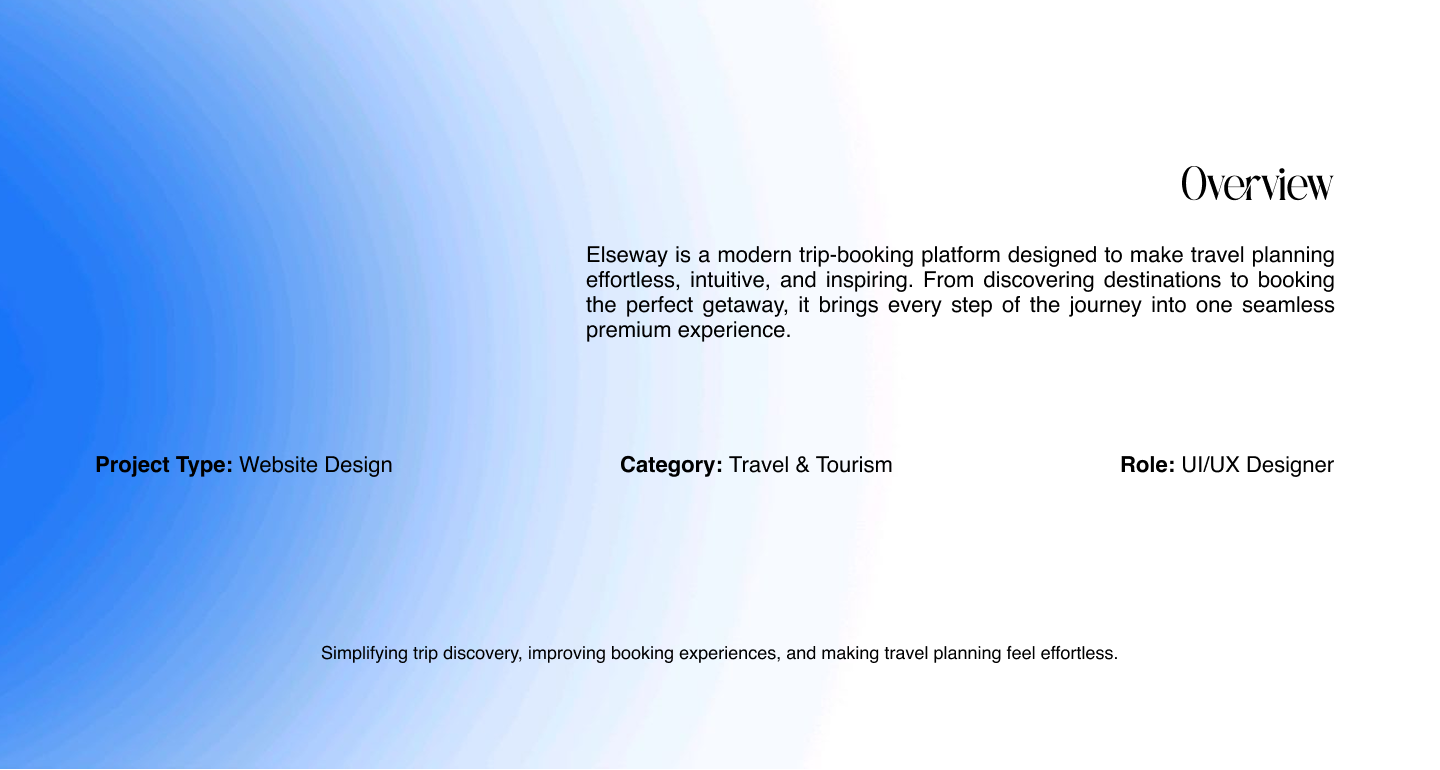 Overview
Elseway is a modern trip-booking platform designed to make travel planning
effortless, intuitive, and inspiring. From discovering destinations to booking
the perfect getaway, it brings every step of the journey into one seamless
premium experience.
Project Type: Website Design
Category: Travel & Tourism
Role: UI/UX Designer
Simplifying trip discovery, improving booking experiences, and making travel planning feel effortless.